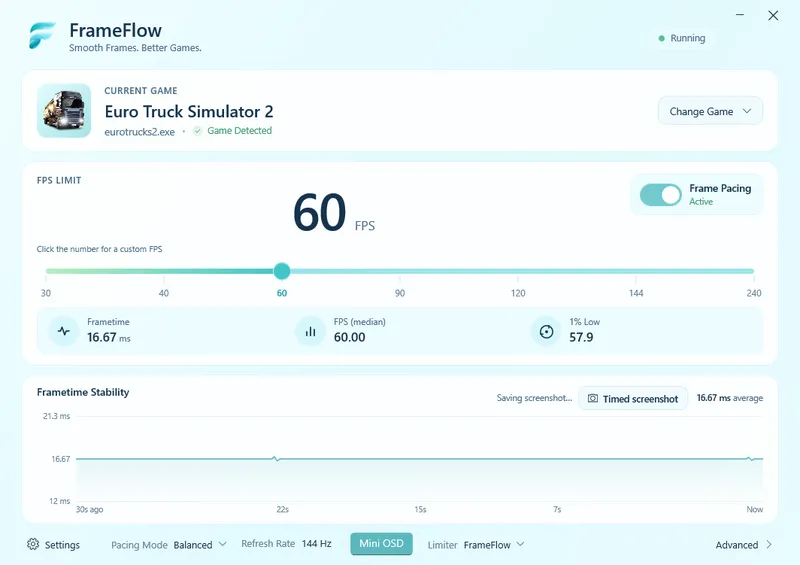 FrameFlow
Smooth Frames. Better Games.
Running
CURRENT GAME
Euro Truck Simulator 2
eurotrucks2.exe • Game Detected
Change Game
FPS LIMIT
60 FPS
Frame Pacing
Active
Click the number for a custom FPS
30 40 60 90 120 144 240
Frametime
16.67 ms
FPS (median)
60.00
1% Low
57.9
Frametime Stability
Saving screenshot... Timed screenshot 16.67 ms average
21.3 ms
16.67
12 ms
30s ago 22s 15s 7s Now
Settings Pacing Mode Balanced Refresh Rate 144 Hz Mini OSD Limiter FrameFlow Advanced